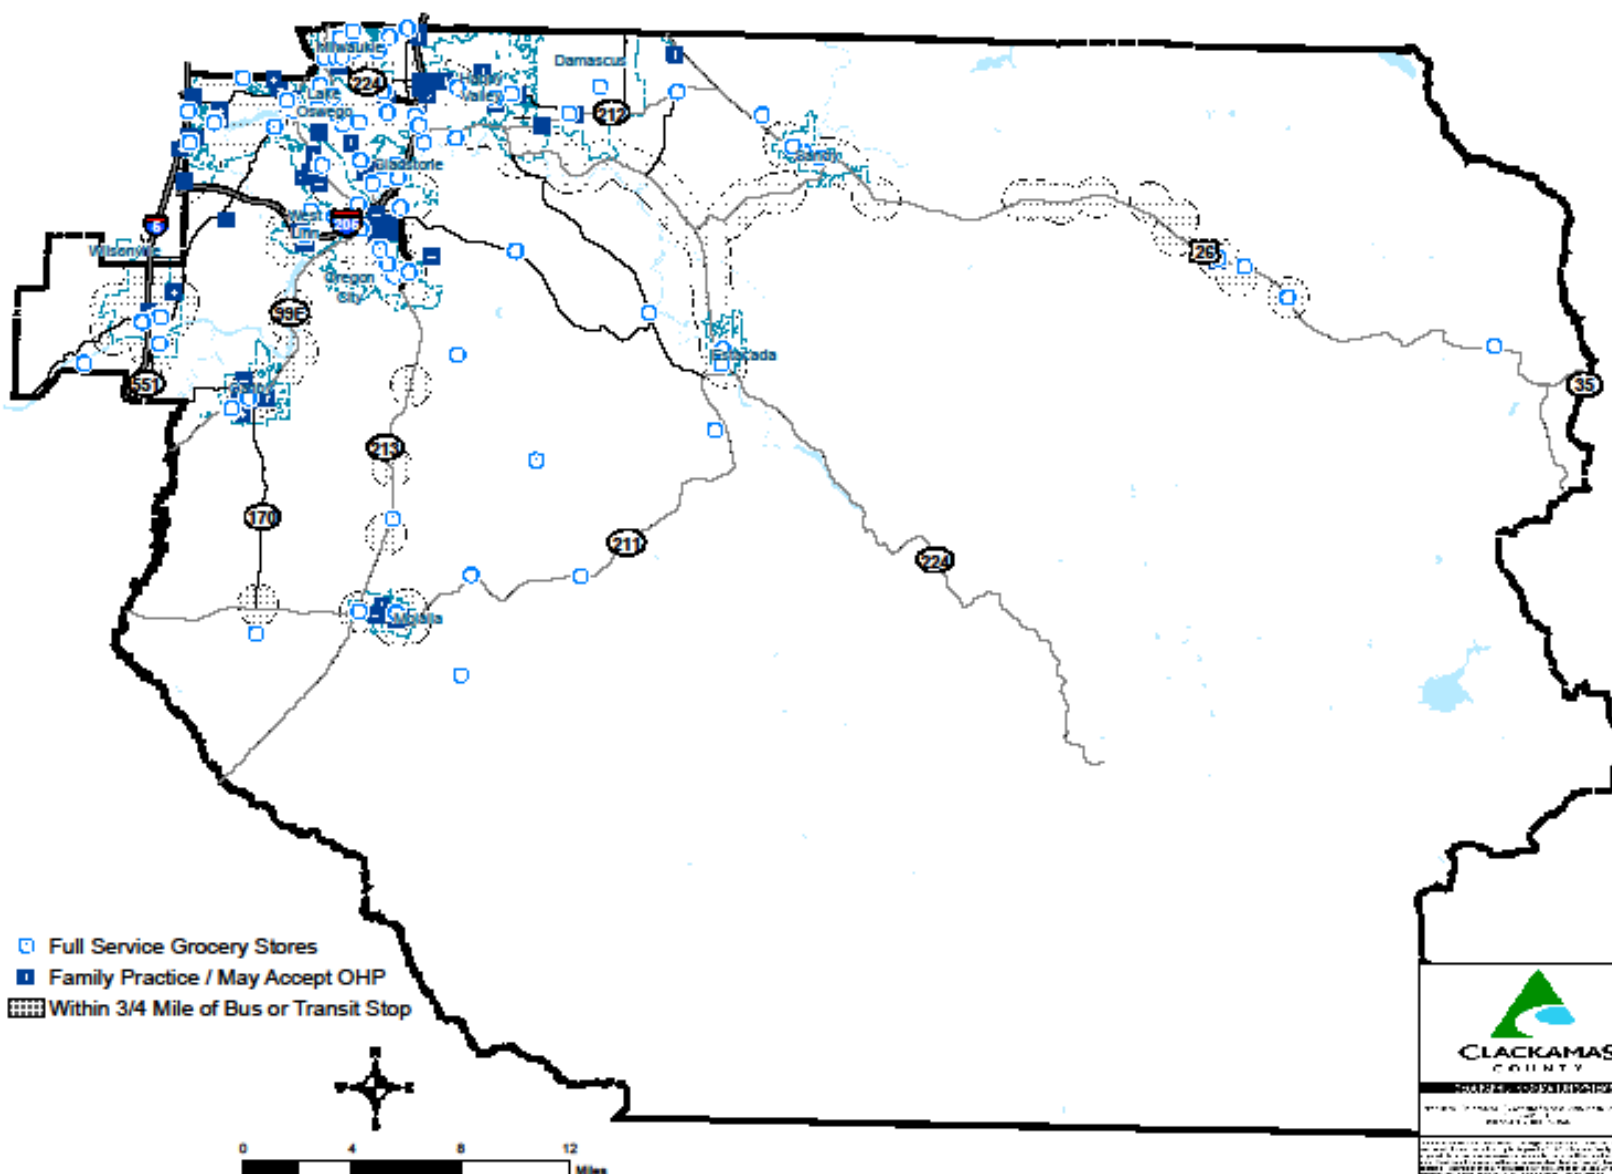 Milwaukie
Damascus
224
Happy
Valley
Lake
Oswego
212
Gladstone
Sandy
West
Linn
205
5
Wilsonville
26
Oregon
City
99E
Estacada
551
35
Canby
213
170
211
224
Molalla
Full Service Grocery Stores
Family Practice / May Accept OHP
Within 3/4 Mile of Bus or Transit Stop
CLACKAMAS
COUNTY
N
0 4 8 12
Miles